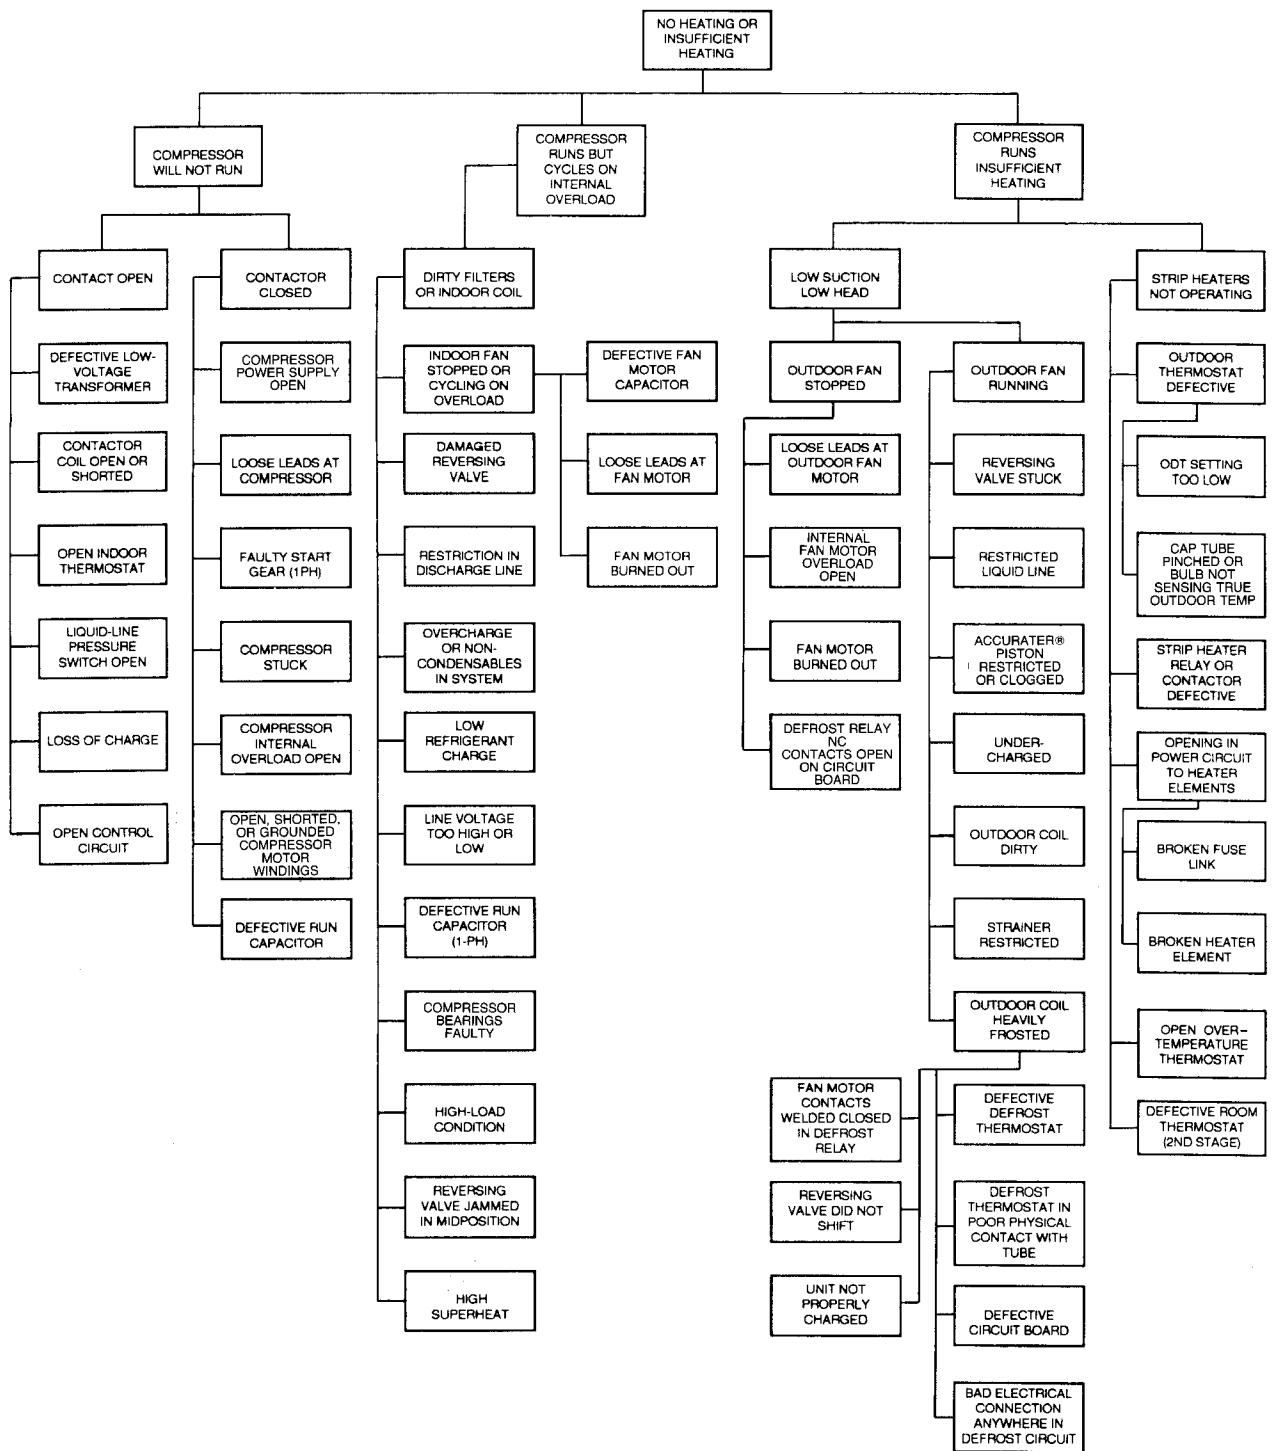 NO HEATING OR
INSUFFICIENT
HEATING
COMPRESSOR
WILL NOT RUN
COMPRESSOR
RUNS BUT
CYCLES ON
INTERNAL
OVERLOAD
COMPRESSOR
RUNS
INSUFFICIENT
HEATING
CONTACT OPEN
DEFECTIVE LOW-
VOLTAGE
TRANSFORMER
CONTACTOR
COIL OPEN OR
SHORTED
OPEN INDOOR
THERMOSTAT
LIQUID-LINE
PRESSURE
SWITCH OPEN
LOSS OF CHARGE
OPEN CONTROL
CIRCUIT
CONTACTOR
CLOSED
COMPRESSOR
POWER SUPPLY
OPEN
LOOSE LEADS AT
COMPRESSOR
FAULTY START
GEAR (1PH)
COMPRESSOR
STUCK
COMPRESSOR
INTERNAL
OVERLOAD OPEN
OPEN, SHORTED,
OR GROUNDED
COMPRESSOR
MOTOR
WINDINGS
DEFECTIVE RUN
CAPACITOR
DIRTY FILTERS
OR INDOOR COIL
INDOOR FAN
STOPPED OR
CYCLING ON
OVERLOAD
DAMAGED
REVERSING
VALVE
RESTRICTION IN
DISCHARGE LINE
OVERCHARGE
OR NON-
CONDENSABLES
IN SYSTEM
LOW
REFRIGERANT
CHARGE
LINE VOLTAGE
TOO HIGH OR
LOW
DEFECTIVE RUN
CAPACITOR
(1-PH)
COMPRESSOR
BEARINGS
FAULTY
HIGH-LOAD
CONDITION
REVERSING
VALVE JAMMED
IN MIDPOSITION
HIGH
SUPERHEAT
DEFECTIVE FAN
MOTOR
CAPACITOR
LOOSE LEADS AT
FAN MOTOR
FAN MOTOR
BURNED OUT
LOW SUCTION
LOW HEAD
OUTDOOR FAN
STOPPED
LOOSE LEADS AT
OUTDOOR FAN
MOTOR
INTERNAL
FAN MOTOR
OVERLOAD
OPEN
FAN MOTOR
BURNED OUT
DEFROST RELAY
NC
CONTACTS OPEN
ON CIRCUIT
BOARD
OUTDOOR FAN
RUNNING
REVERSING
VALVE STUCK
RESTRICTED
LIQUID LINE
ACCURATER®
PISTON
RESTRICTED
OR CLOGGED
UNDER-
CHARGED
OUTDOOR COIL
DIRTY
STRAINER
RESTRICTED
OUTDOOR COIL
HEAVILY
FROSTED
FAN MOTOR
CONTACTS
WELDED CLOSED
IN DEFROST
RELAY
REVERSING
VALVE DID NOT
SHIFT
UNIT NOT
PROPERLY
CHARGED
DEFECTIVE
DEFROST
THERMOSTAT
DEFROST
THERMOSTAT IN
POOR PHYSICAL
CONTACT WITH
TUBE
DEFECTIVE
CIRCUIT BOARD
BAD ELECTRICAL
CONNECTION
ANYWHERE IN
DEFROST CIRCUIT
STRIP HEATERS
NOT OPERATING
OUTDOOR
THERMOSTAT
DEFECTIVE
ODT SETTING
TOO LOW
CAP TUBE
PINCHED OR
BULB NOT
SENSING TRUE
OUTDOOR TEMP
STRIP HEATER
RELAY OR
CONTACTOR
DEFECTIVE
OPENING IN
POWER CIRCUIT
TO HEATER
ELEMENTS
BROKEN FUSE
LINK
BROKEN HEATER
ELEMENT
OPEN OVER-
TEMPERATURE
THERMOSTAT
DEFECTIVE ROOM
THERMOSTAT
(2ND STAGE)